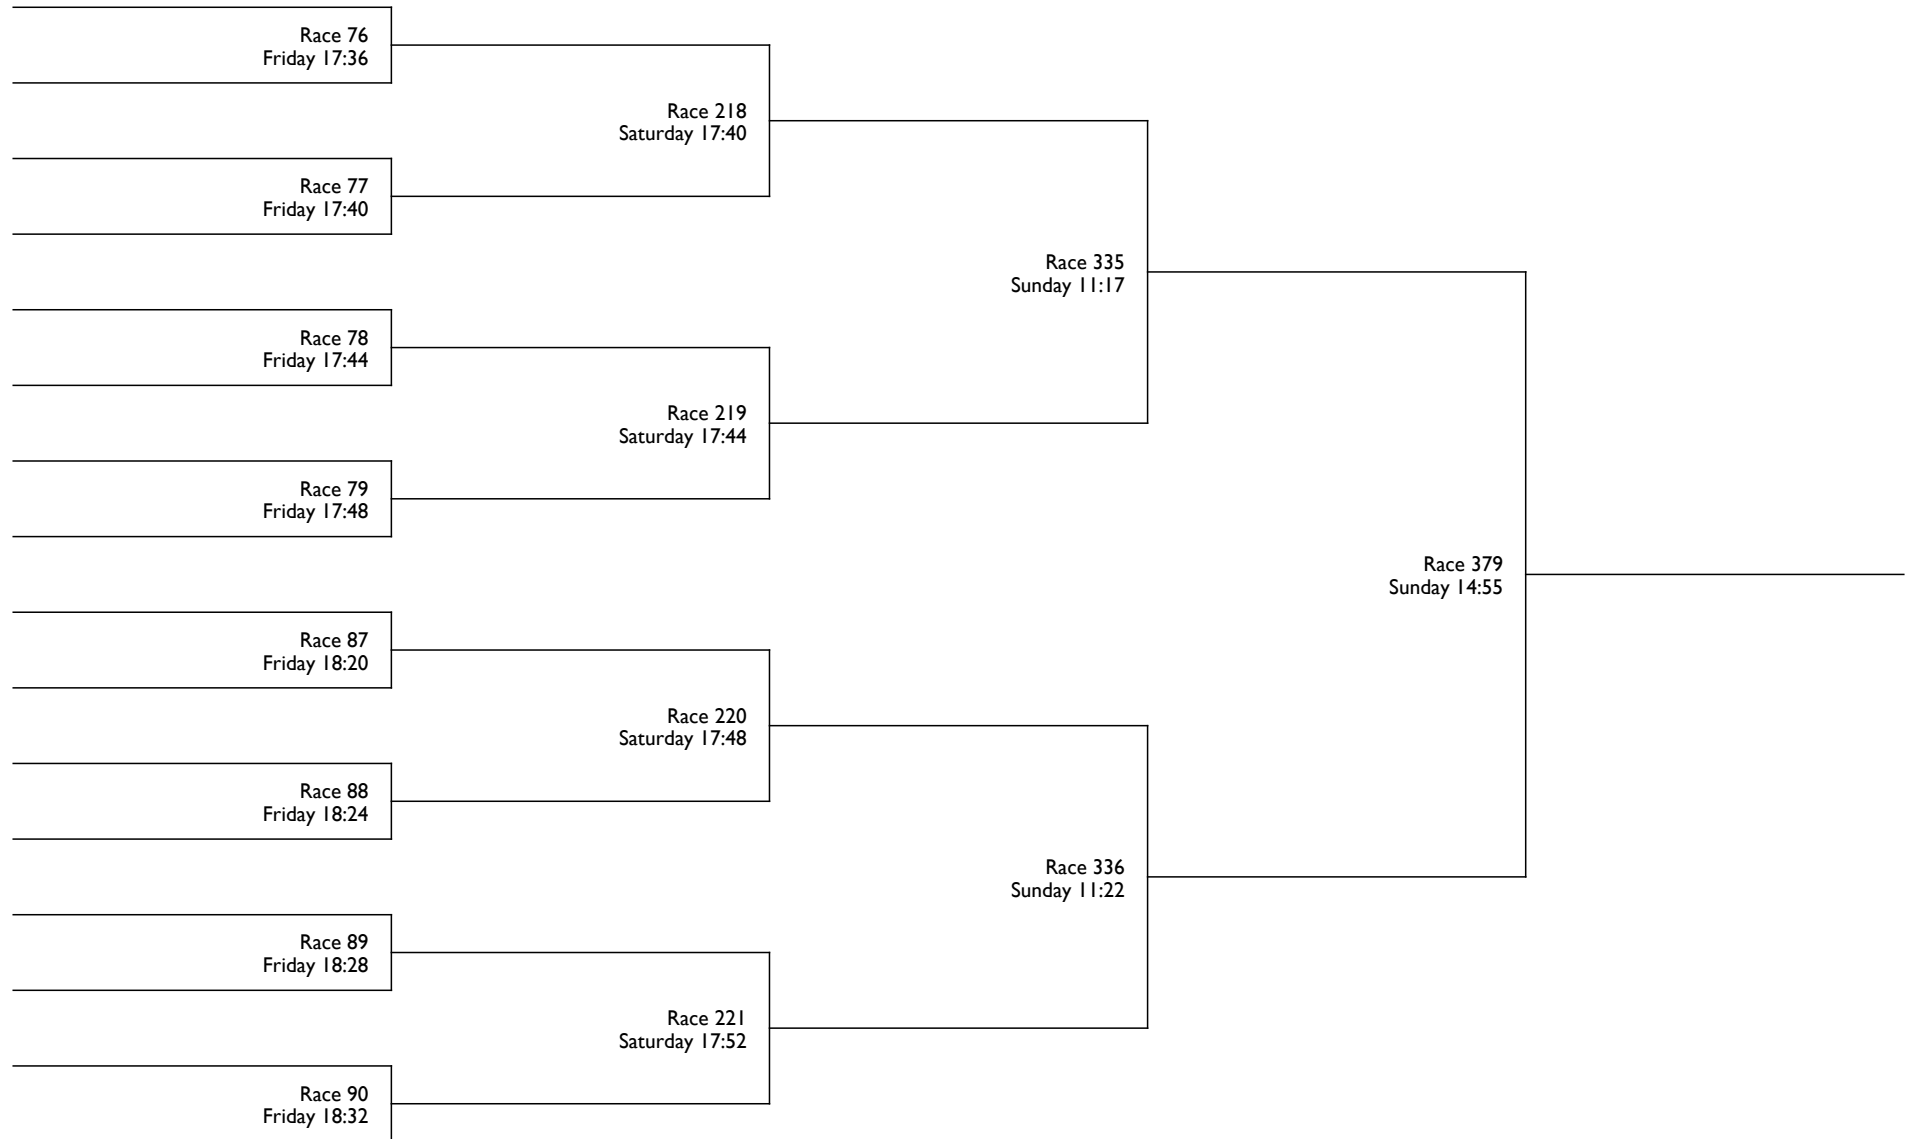 Race 76
Friday 17:36
Race 218
Saturday 17:40
Race 77
Friday 17:40
Race 335
Sunday 11:17
Race 78
Friday 17:44
Race 219
Saturday 17:44
Race 79
Friday 17:48
Race 379
Sunday 14:55
Race 87
Friday 18:20
Race 220
Saturday 17:48
Race 88
Friday 18:24
Race 336
Sunday 11:22
Race 89
Friday 18:28
Race 221
Saturday 17:52
Race 90
Friday 18:32